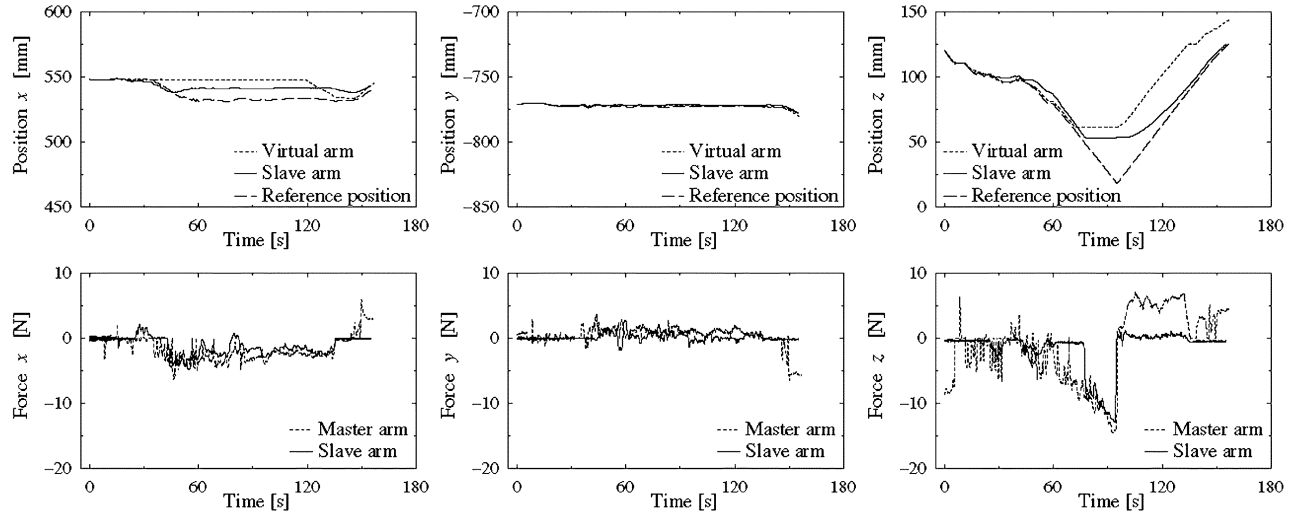 600
550
500
450
Position x [mm]
Virtual arm
Slave arm
Reference position
0
60
120
180
Time [s]
−700
−750
−800
−850
Position y [mm]
Virtual arm
Slave arm
Reference position
0
60
120
180
Time [s]
150
100
50
0
Position z [mm]
Virtual arm
Slave arm
Reference position
0
60
120
180
Time [s]
10
0
−10
−20
Force x [N]
Master arm
Slave arm
0
60
120
180
Time [s]
10
0
−10
−20
Force y [N]
Master arm
Slave arm
0
60
120
180
Time [s]
10
0
−10
−20
Force z [N]
Master arm
Slave arm
0
60
120
180
Time [s]